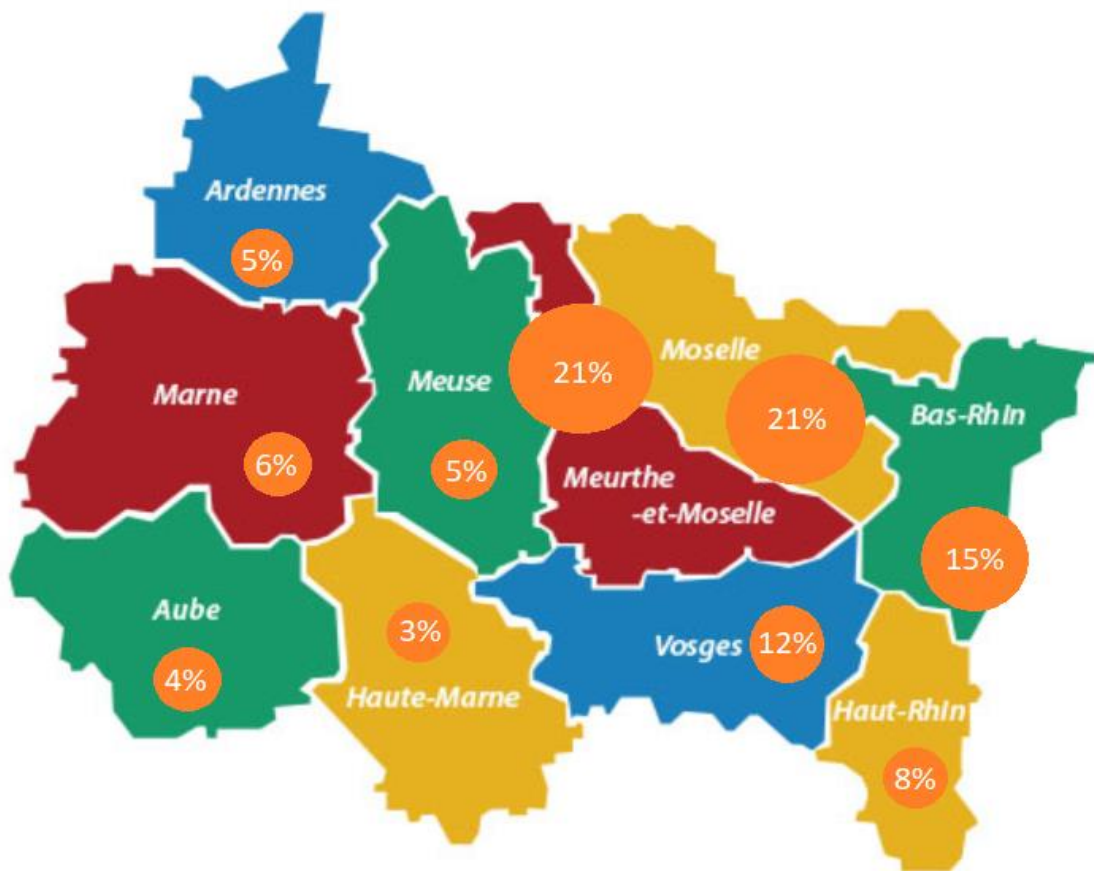 Ardennes
5%
Marne
6%
Meuse
5%
21%
Moselle
21%
Bas-Rhin
15%
Meurthe
-et-Moselle
Aube
4%
3%
Haute-Marne
Vosges
12%
Haut-Rhin
8%